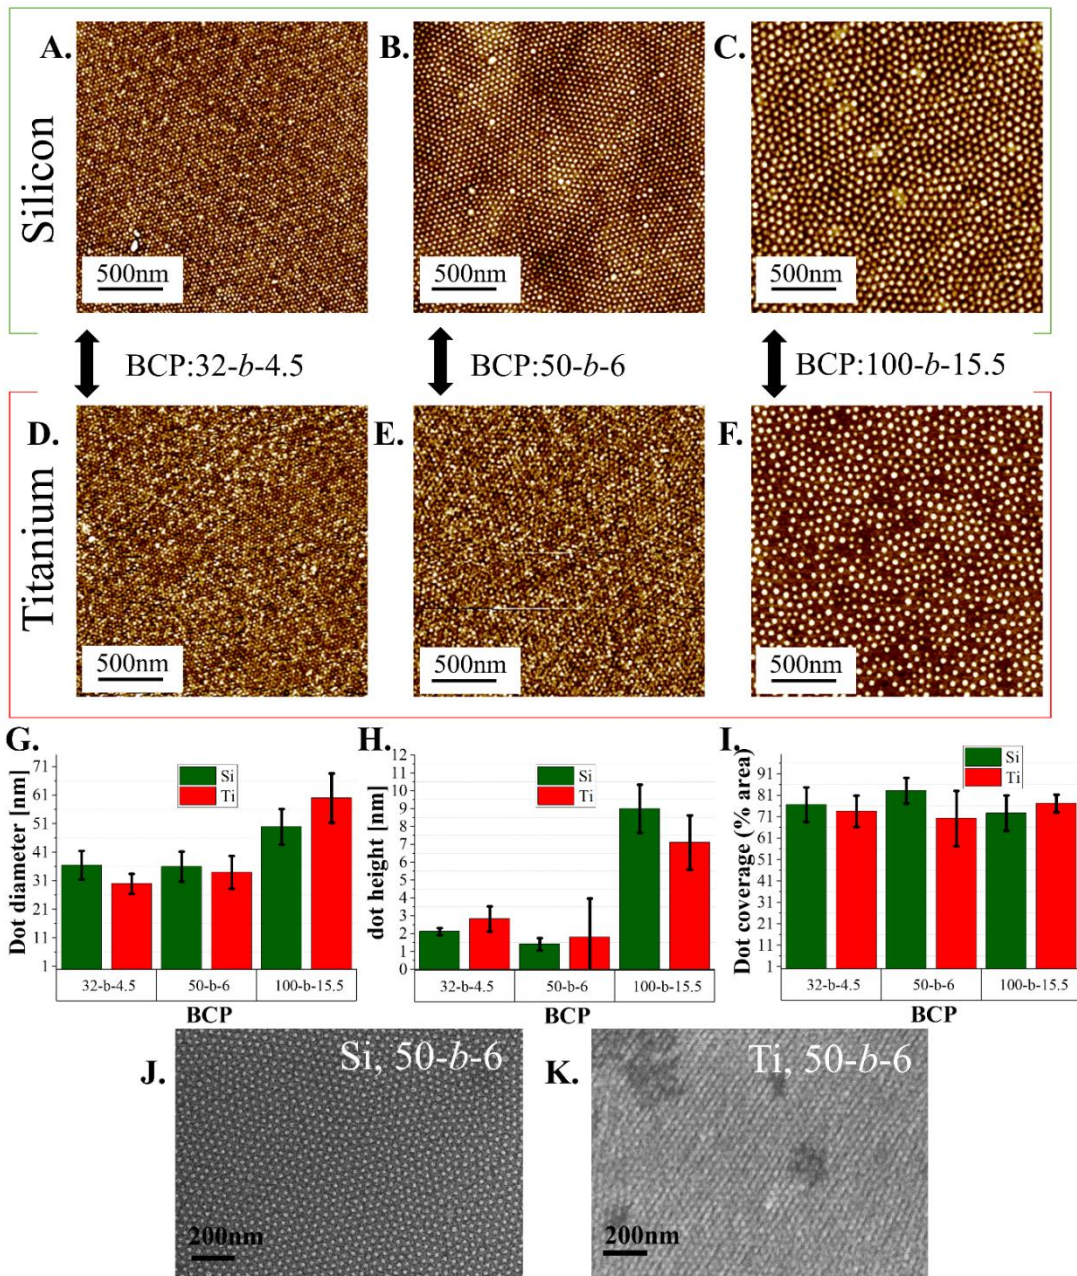 A.
B.
C.
Silicon
500nm
500nm
500nm
BCP:32-b-4.5
BCP:50-b-6
BCP:100-b-15.5
D.
E.
F.
Titanium
500nm
500nm
500nm
G.
Dot diameter [nm]
71
61
51
41
31
21
11
1
Si
Ti
32-b-4.5
50-b-6
100-b-15.5
BCP
H.
dot height [nm]
12
11
10
9
8
7
6
5
4
3
2
1
0
Si
Ti
32-b-4.5
50-b-6
100-b-15.5
BCP
I.
Dot coverage (% area)
91
81
71
61
51
41
31
21
11
1
Si
Ti
32-b-4.5
50-b-6
100-b-15.5
BCP
J.
Si, 50-b-6
200nm
K.
Ti, 50-b-6
200nm